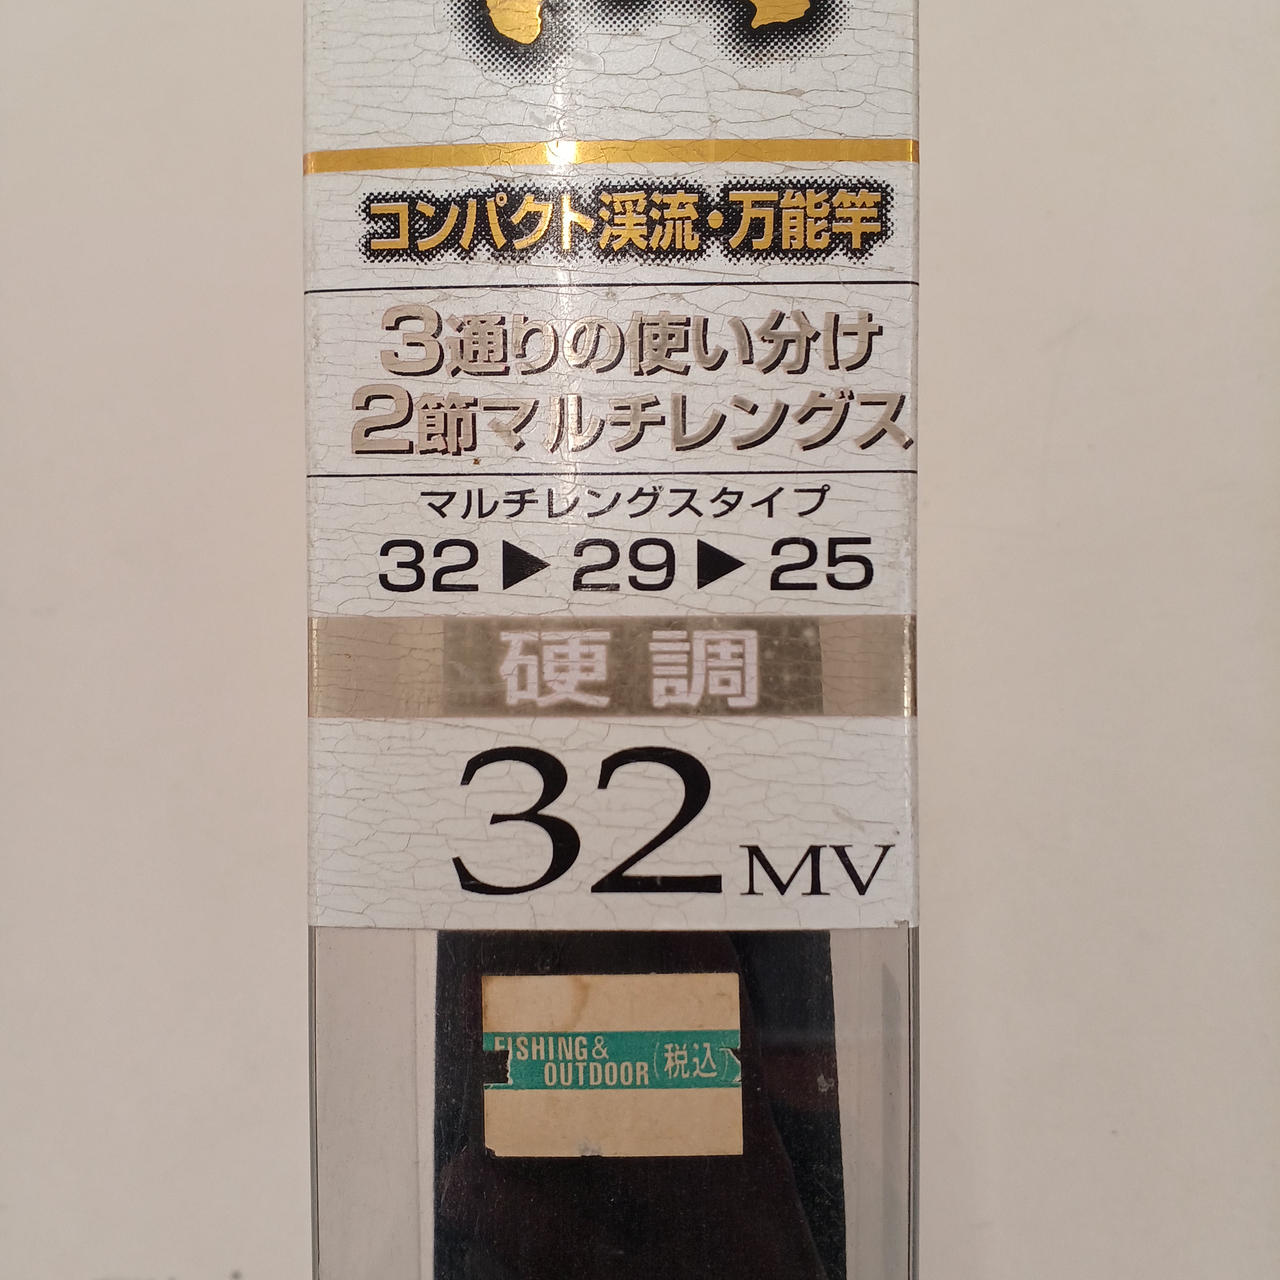 コンパクト渓流・万能竿
3通りの使い分け
2節マルチレングス
マルチレングスタイプ
32▶29▶25
硬調
32MV
FISHING&
OUTDOOR(税込)